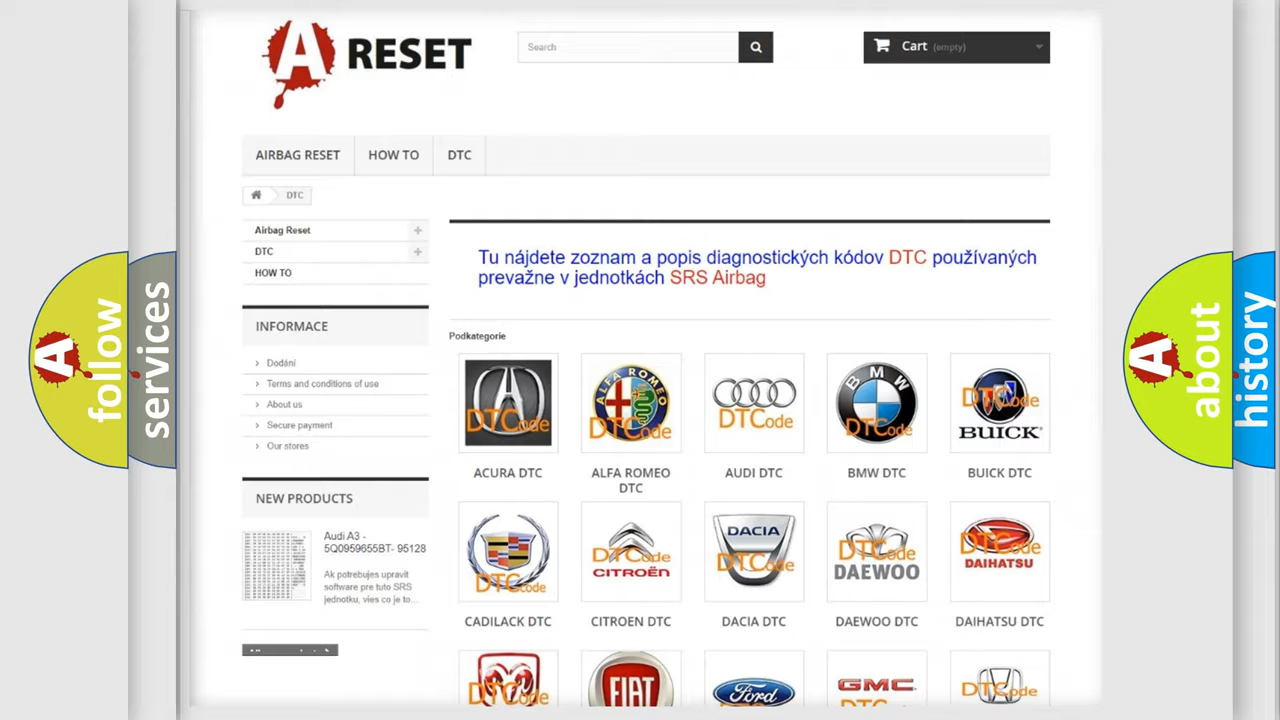 A RESET
Search
Cart (empty)
AIRBAG RESET
HOW TO
DTC
DTC
Airbag Reset
DTC
HOW TO
INFORMACE
Dodání
Terms and conditions of use
About us
Secure payment
Our stores
NEW PRODUCTS
Audi A3 -
5Q0959655BT- 95128
Ak potrebujes upravit
software pre tuto SRS
jednotku, vies co je to...
Tu nájdete zoznam a popis diagnostických kódov DTC používaných
prevažne v jednotkách SRS Airbag
Podkategorie
DTCode
ALFA ROMEO
DTCode
DTCode
BMW
DTCode
DTCode
BUICK
ACURA DTC
ALFA ROMEO
DTC
AUDI DTC
BMW DTC
BUICK DTC
DTCode
DTCode
CITROËN
DACIA
DTCode
DTCode
DAEWOO
DTCode
DAIHATSU
CADILACK DTC
CITROEN DTC
DACIA DTC
DAEWOO DTC
DAIHATSU DTC
DTCode
FIAT
Ford
GMC
DTCode
A follow
services
A about
history